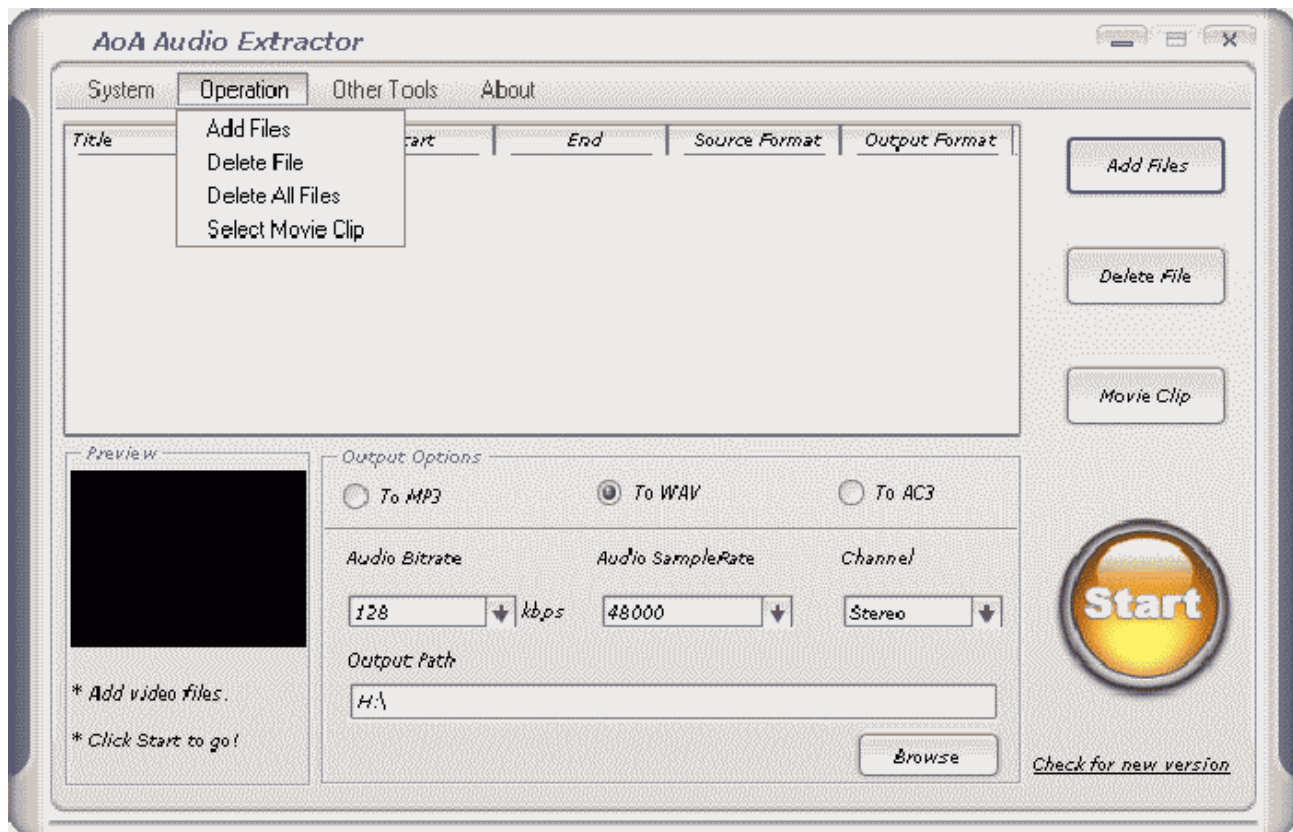 AoA Audio Extractor
System Operation Other Tools About
Add Files
Delete File
Delete All Files
Select Movie Clip
Title End Source Format Output Format
Add Files
Delete File
Movie Clip
Preview
* Add video files.
* Click Start to go!
Output Options
To MP3 To WAV To AC3
Audio Bitrate Audio SampleRate Channel
128 kbps 48000 Stereo
Output Path
H:\
Browse
Start
Check for new version